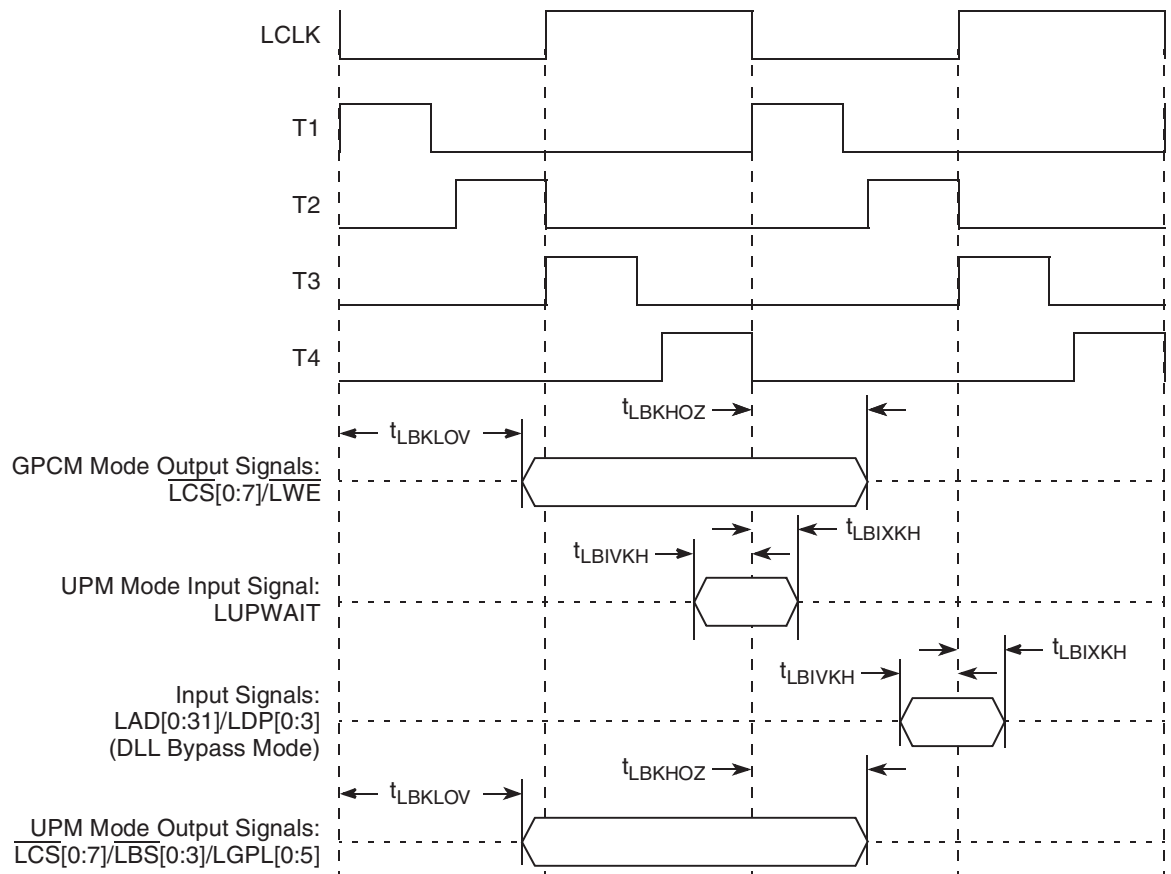 LCLK
T1
T2
T3
T4
tLBKHOZ
tLBKLOV
GPCM Mode Output Signals:
LCS[0:7]/LWE
tLBIXKH
tLBIVKH
UPM Mode Input Signal:
LUPWAIT
tLBIXKH
tLBIVKH
Input Signals:
LAD[0:31]/LDP[0:3]
(DLL Bypass Mode)
tLBKHOZ
tLBKLOV
UPM Mode Output Signals:
LCS[0:7]/LBS[0:3]/LGPL[0:5]